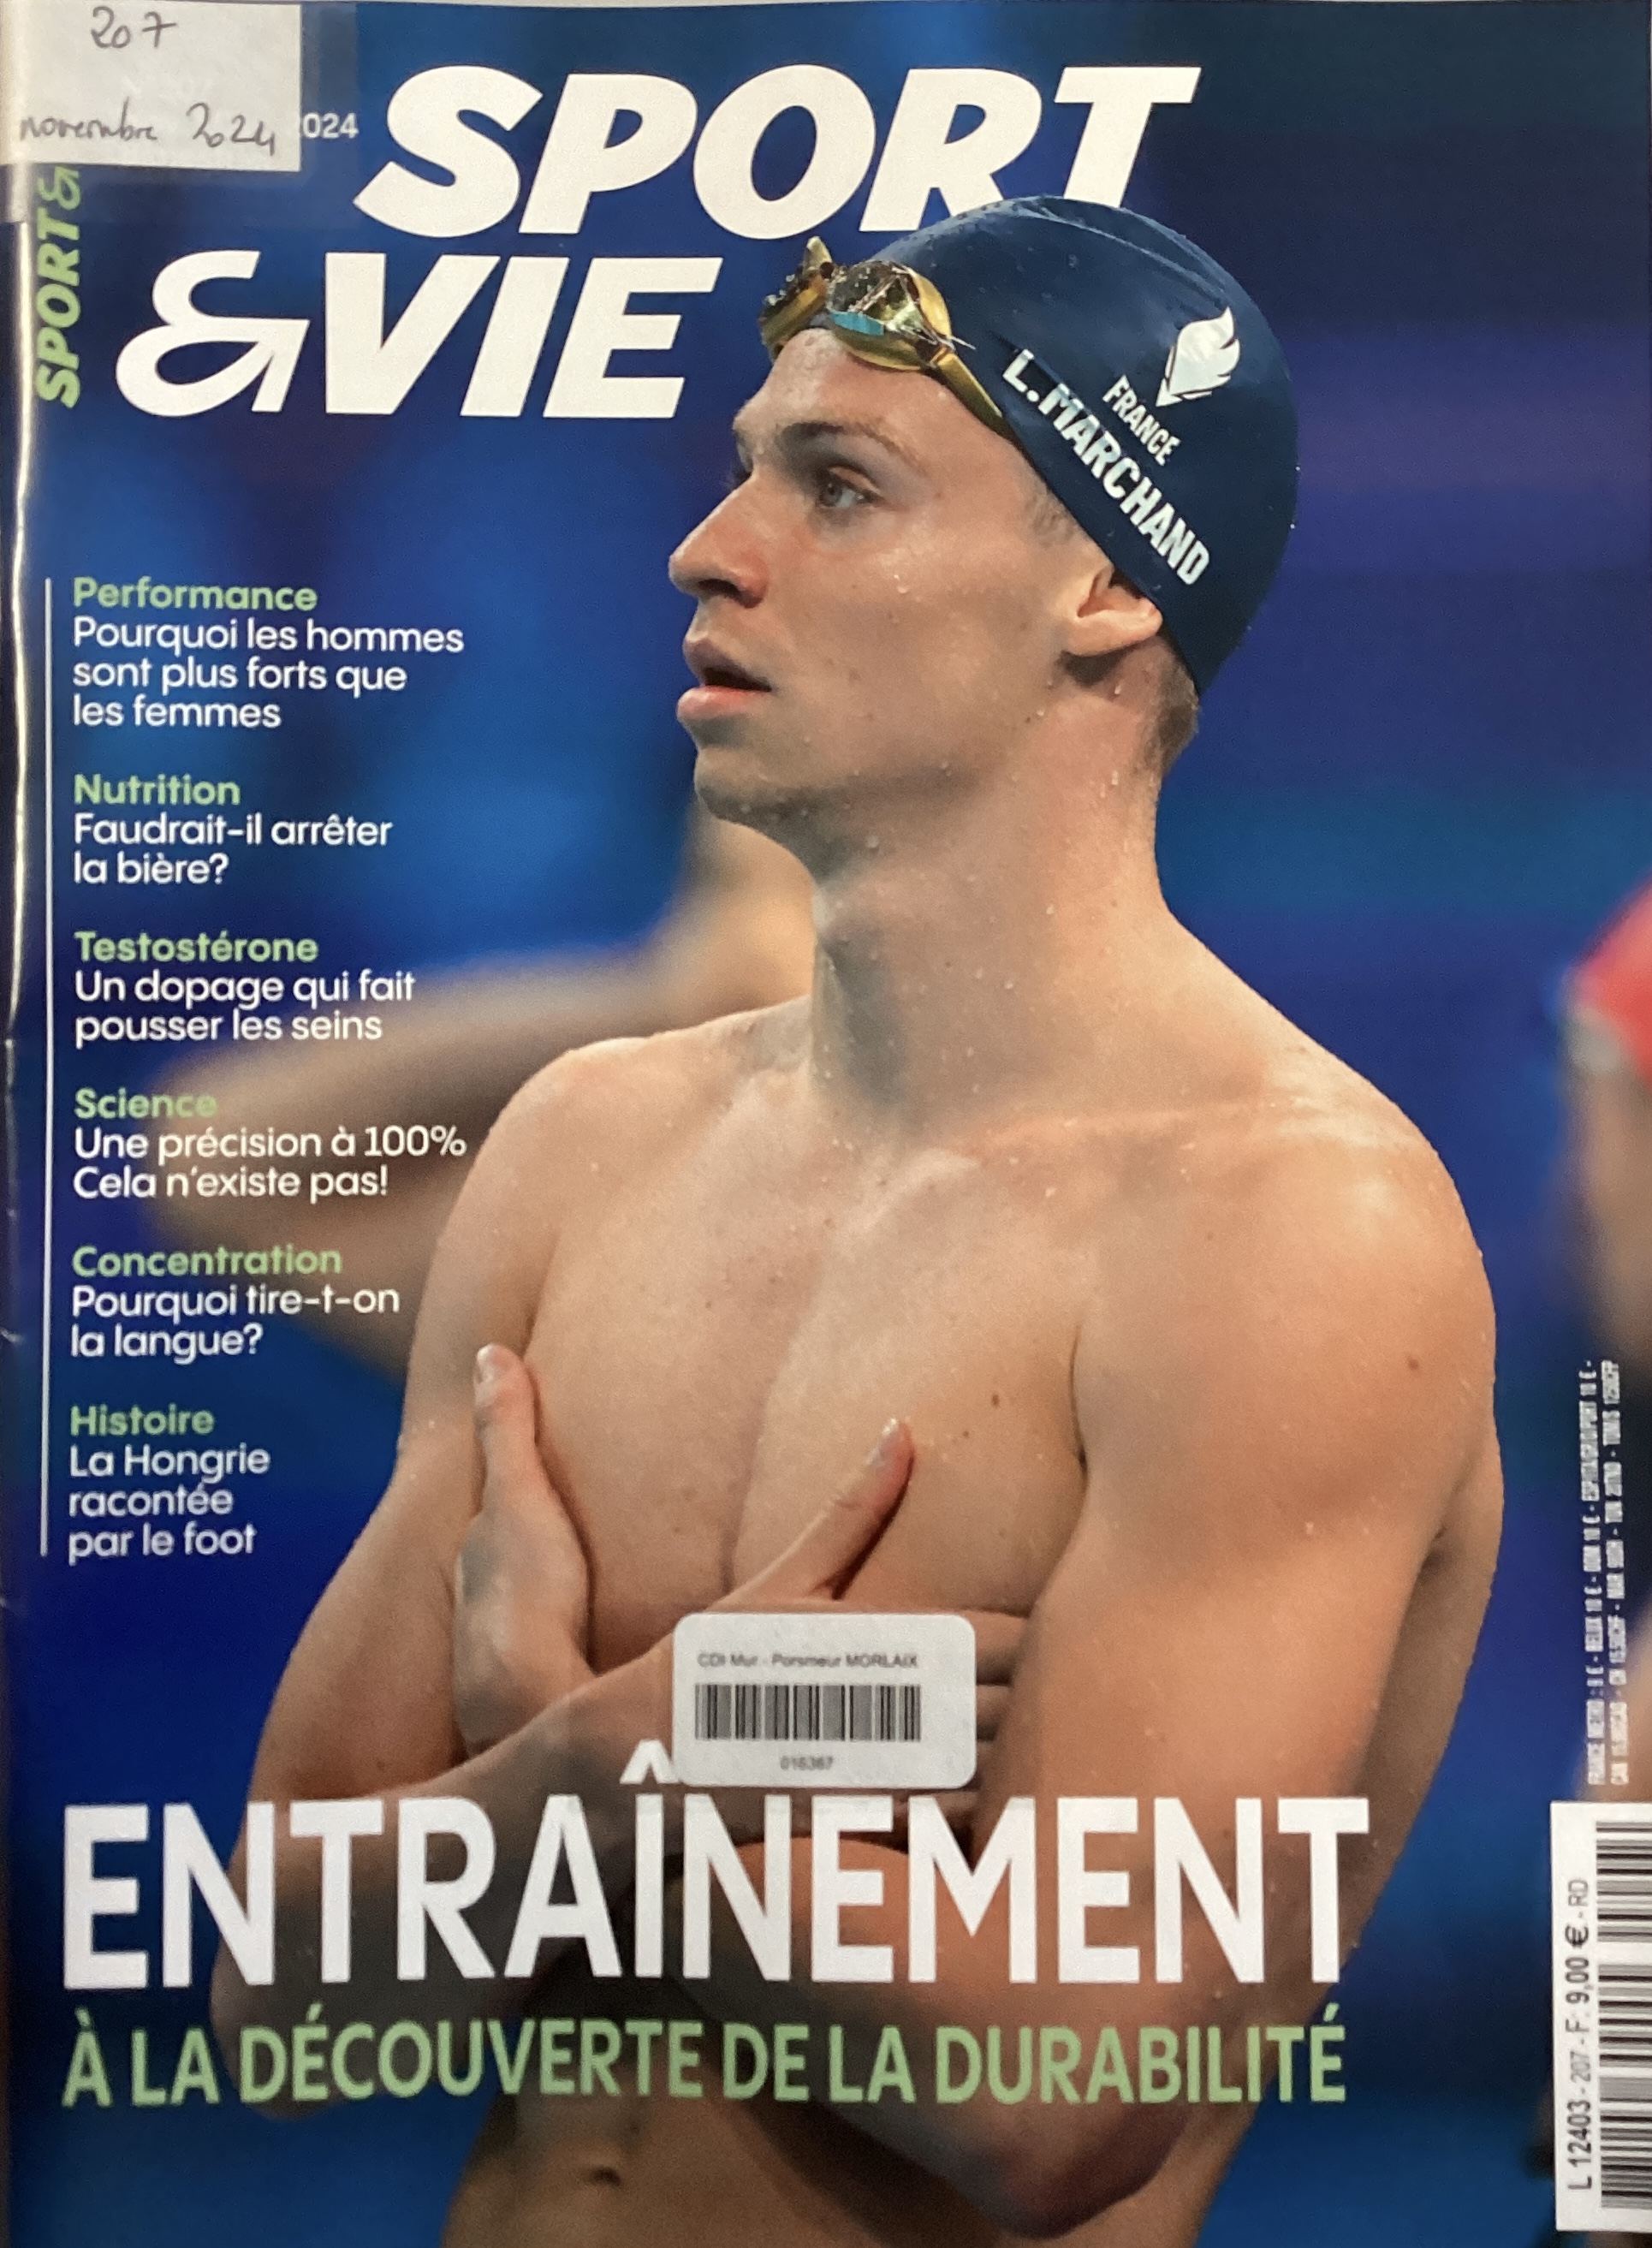 207
novembre 2024
024
SPORT
&VIE
SPORT&
FRANCE
L.MARCHAND
Performance
Pourquoi les hommes
sont plus forts que
les femmes
Nutrition
Faudrait-il arrêter
la bière?
Testostérone
Un dopage qui fait
pousser les seins
Science
Une précision à 100%
Cela n'existe pas!
Concentration
Pourquoi tire-t-on
la langue?
Histoire
La Hongrie
racontée
par le foot
CDI Mur - Porsmeur MORLAIX
016367
ENTRAÎNEMENT
À LA DÉCOUVERTE DE LA DURABILITÉ
L 12403 - 207 - F: 9,00 € - RD